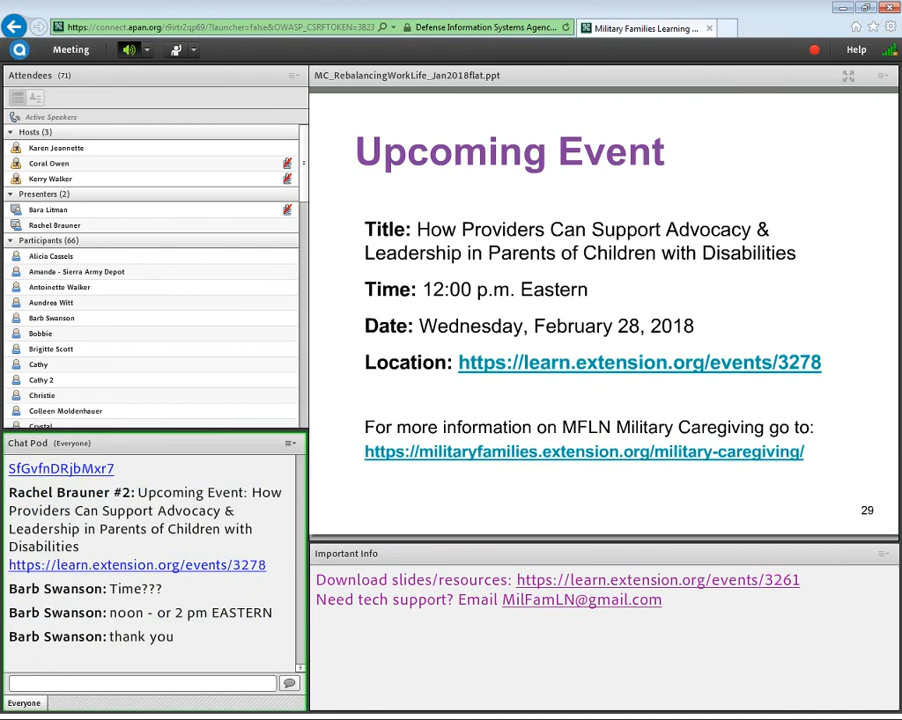 https://connect.apan.org/r9irtr2qp69/?launcher=false&OWASP_CSRFTOKEN=3823
Defense Information Systems Agenc...
Military Families Learning ...
Meeting
Help
Attendees (71)
MC_RebalancingWorkLife_Jan2018flat.ppt
Active Speakers
Hosts (3)
Karen Jeannette
Coral Owen
Kerry Walker
Presenters (2)
Bara Litman
Rachel Brauner
Participants (66)
Alicia Cassels
Amanda - Sierra Army Depot
Antoinette Walker
Aundrea Witt
Barb Swanson
Bobbie
Brigitte Scott
Cathy
Cathy 2
Christie
Colleen Moldenhauer
Crystal
Upcoming Event
Title: How Providers Can Support Advocacy &
Leadership in Parents of Children with Disabilities
Time: 12:00 p.m. Eastern
Date: Wednesday, February 28, 2018
Location: https://learn.extension.org/events/3278
For more information on MFLN Military Caregiving go to:
https://militaryfamilies.extension.org/military-caregiving/
29
Chat Pod (Everyone)
SfGvfnDRjbMxr7
Rachel Brauner #2: Upcoming Event: How
Providers Can Support Advocacy &
Leadership in Parents of Children with
Disabilities
https://learn.extension.org/events/3278
Barb Swanson: Time???
Barb Swanson: noon - or 2 pm EASTERN
Barb Swanson: thank you
Everyone
Important Info
Download slides/resources: https://learn.extension.org/events/3261
Need tech support? Email MilFamLN@gmail.com